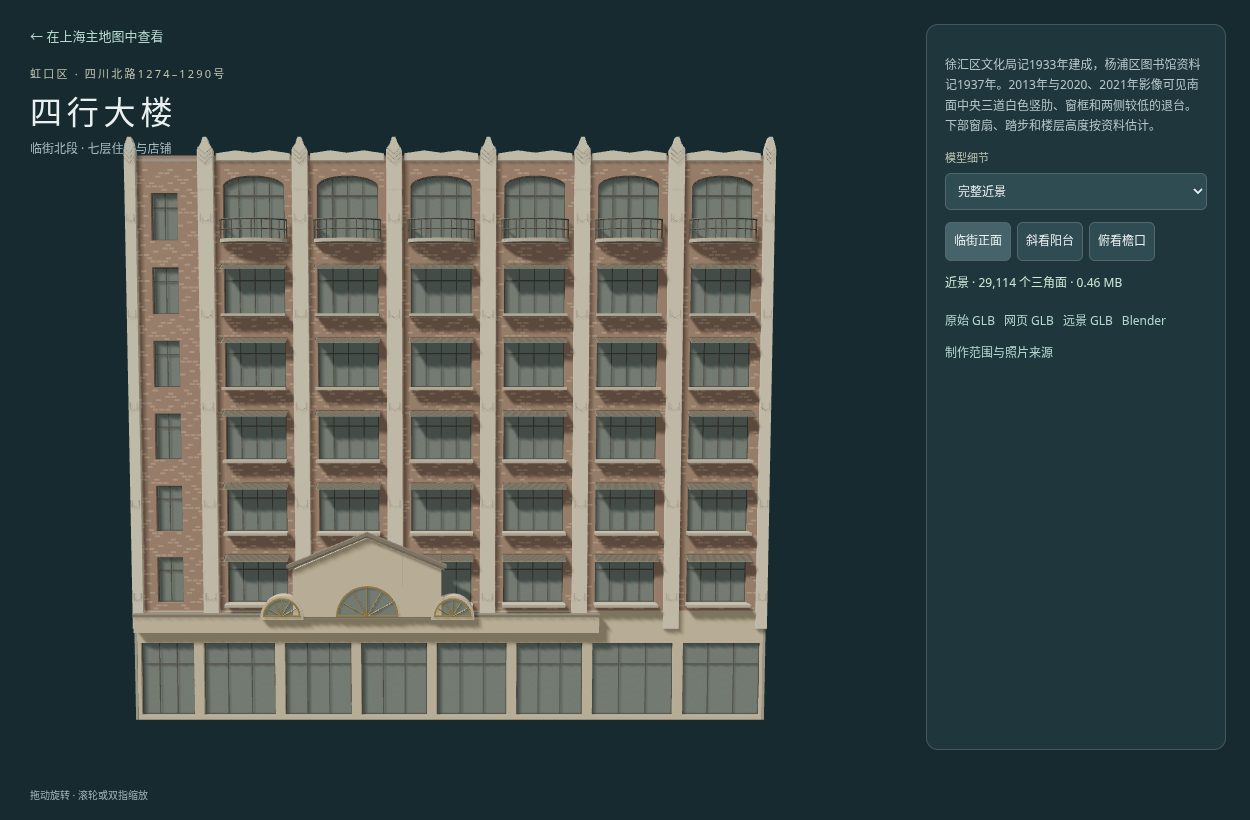 ← 在上海主地图中查看
虹口区 · 四川北路1274–1290号
四行大楼
临街北段 · 七层住与店铺
徐汇区文化局记1933年建成，杨浦区图书馆资料
记1937年。2013年与2020、2021年影像可见南
面中央三道白色竖肋、窗框和两侧较低的退台。
下部窗扇、踏步和楼层高度按资料估计。
模型细节
完整近景
临街正面 斜看阳台 俯看檐口
近景 · 29,114 个三角面 · 0.46 MB
原始 GLB 网页 GLB 远景 GLB Blender
制作范围与照片来源
拖动旋转 · 滚轮或双指缩放